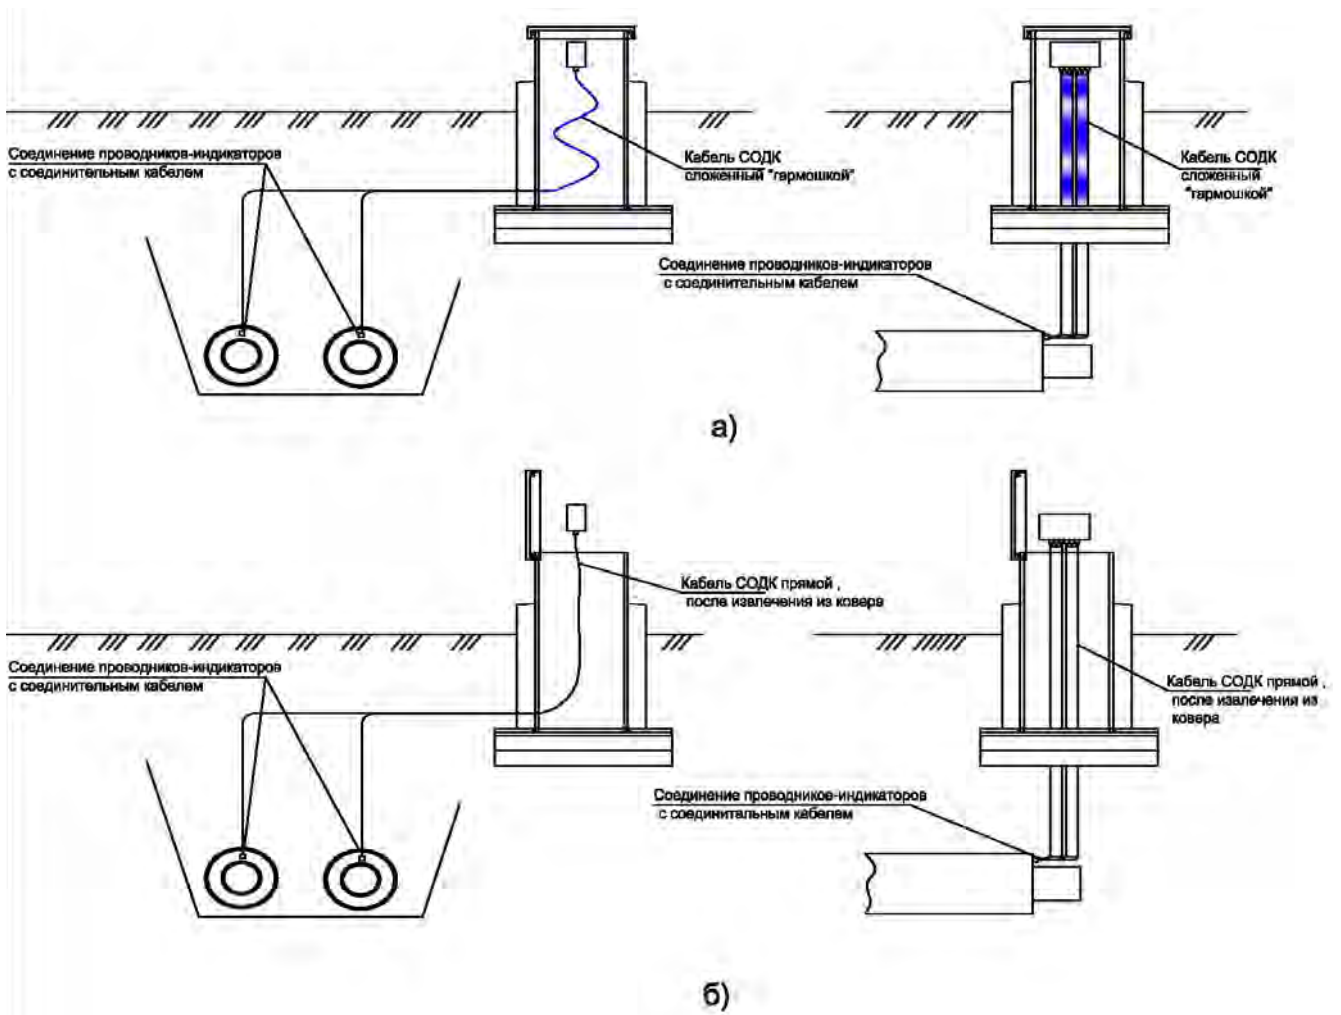 Соединение проводников-индикаторов
с соединительным кабелем
Кабель СОДК
сложенный "гармошкой"
Кабель СОДК
сложенный
"гармошкой"
Соединение проводников-индикаторов
с соединительным кабелем
а)
Кабель СОДК прямой ,
после извлечения из ковера
Соединение проводников-индикаторов
с соединительным кабелем
Кабель СОДК прямой ,
после извлечения из
ковера
Соединение проводников-индикаторов
с соединительным кабелем
б)